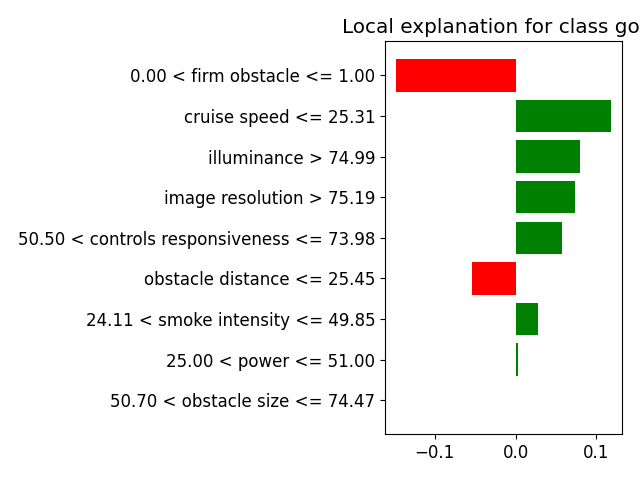 Local explanation for class go
0.00 < firm obstacle <= 1.00
cruise speed <= 25.31
illuminance > 74.99
image resolution > 75.19
50.50 < controls responsiveness <= 73.98
obstacle distance <= 25.45
24.11 < smoke intensity <= 49.85
25.00 < power <= 51.00
50.70 < obstacle size <= 74.47
−0.1 0.0 0.1